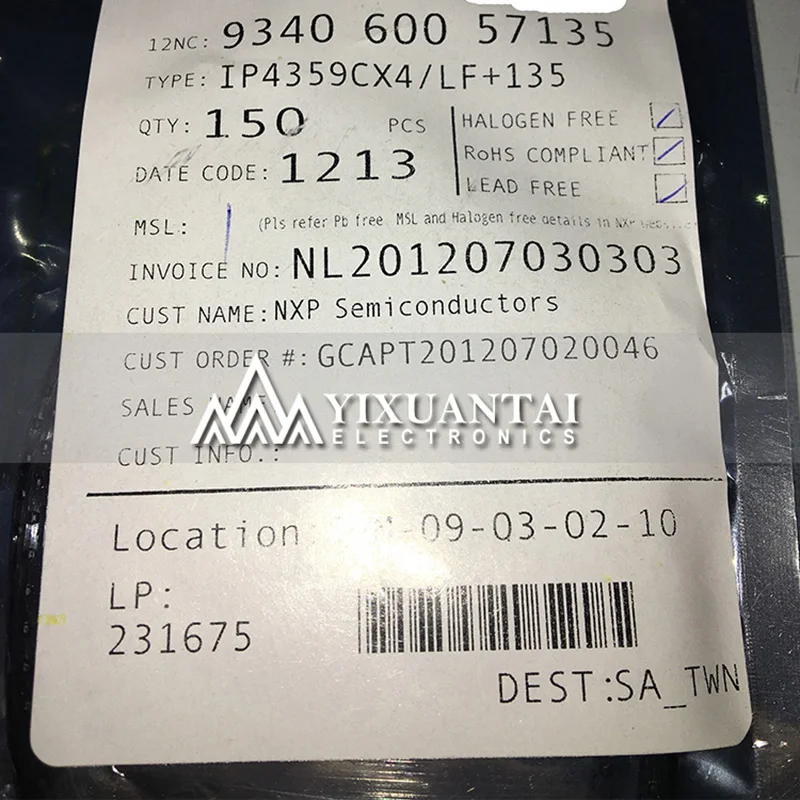 12NC: 9340 600 57135
TYPE: IP4359CX4/LF+135
QTY: 150 PCS
HALOGEN FREE
DATE CODE: 1213
RoHS COMPLIANT
LEAD FREE
MSL: (Pls refer Pb free MSL and Halogen free details in NXP
INVOICE NO: NL201207030303
CUST NAME: NXP Semiconductors
CUST ORDER #: GCAPT201207020046
SALES
YIXUANTAI
ELECTRONICS
CUST INFO.:
Location -09-03-02-10
LP:
231675
DEST:SA_TWN